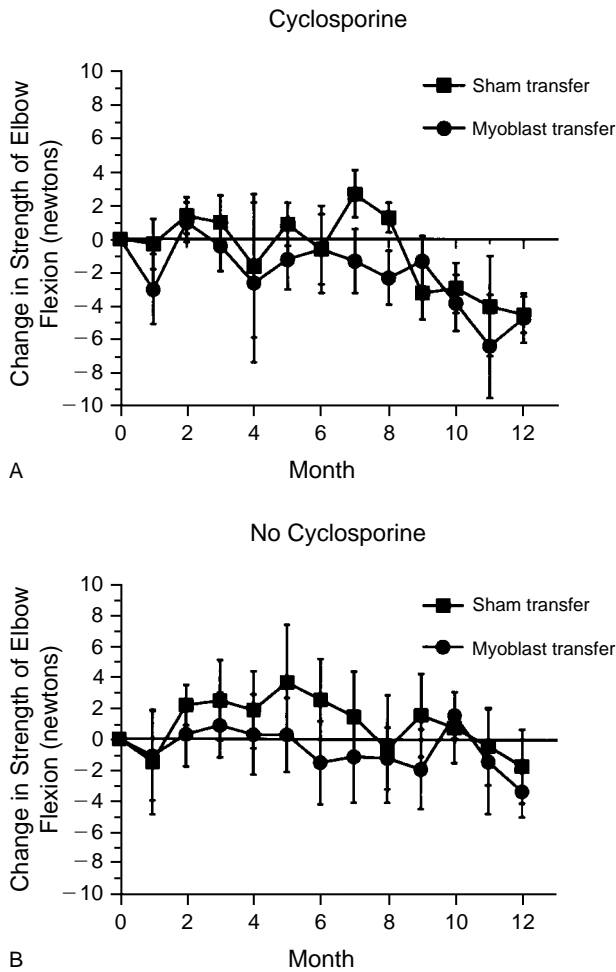 Cyclosporine
Change in Strength of Elbow
Flexion (newtons)
10
8
6
4
2
0
−2
−4
−6
−8
−10
Sham transfer
Myoblast transfer
0 2 4 6 8 10 12
Month
A
No Cyclosporine
Change in Strength of Elbow
Flexion (newtons)
10
8
6
4
2
0
−2
−4
−6
−8
−10
Sham transfer
Myoblast transfer
0 2 4 6 8 10 12
Month
B